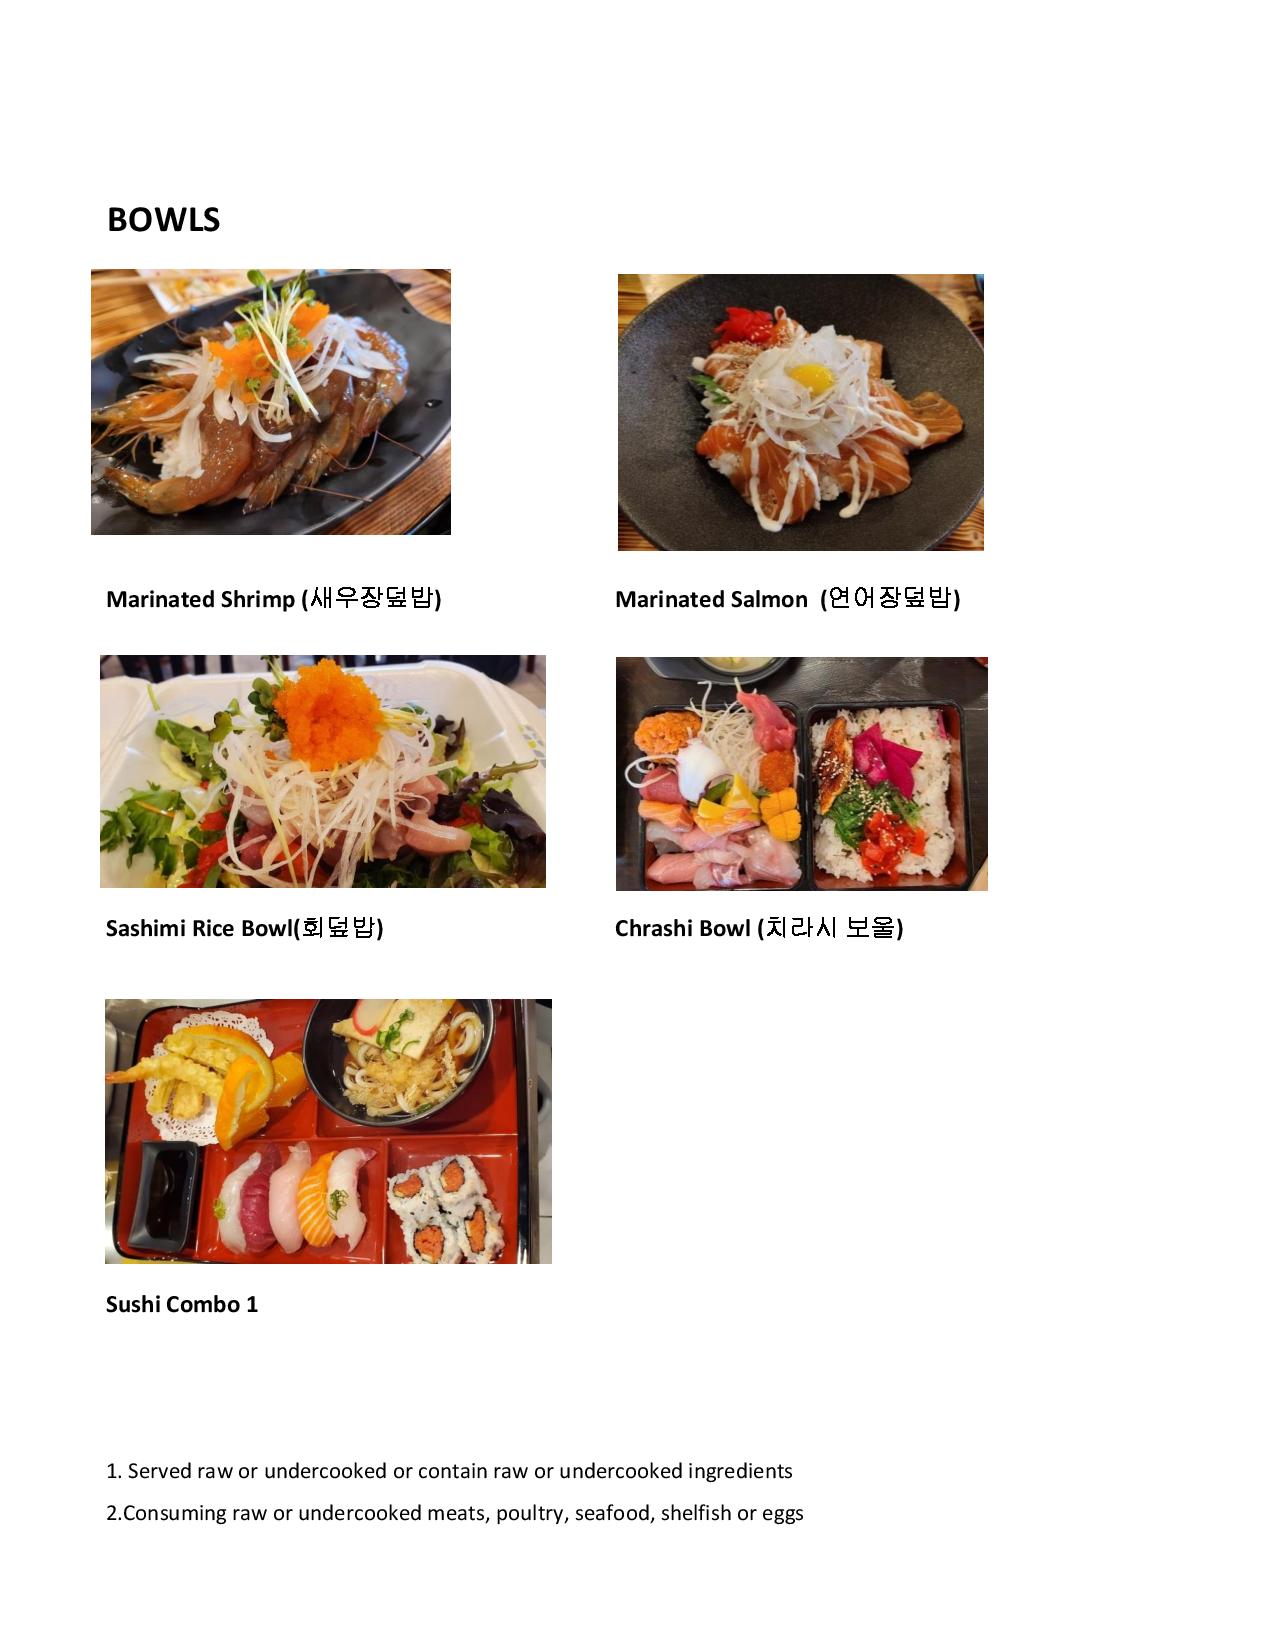 BOWLS
Marinated Shrimp (새우장덮밥)
Marinated Salmon  (연어장덮밥)
Sashimi Rice Bowl(회덮밥)
Chrashi Bowl (치라시 보울)
Sushi Combo 1
1. Served raw or undercooked or contain raw or undercooked ingredients
2.Consuming raw or undercooked meats, poultry, seafood, shelfish or eggs